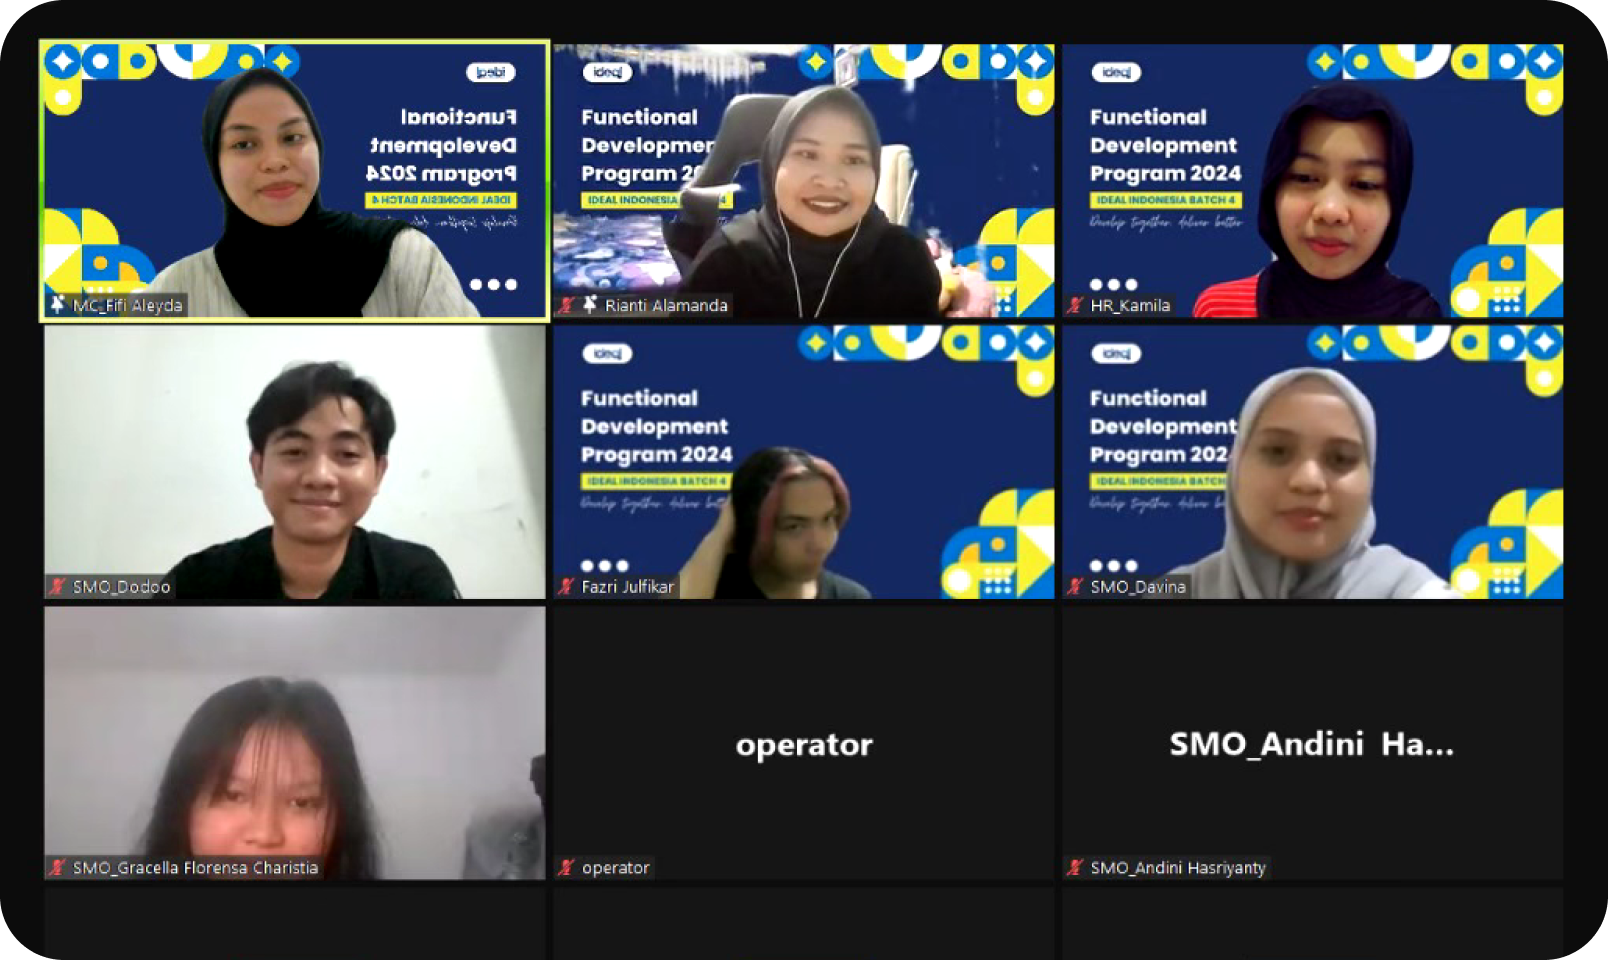 ideal
Functional
Development
Program 2024
IDEAL INDONESIA BATCH 4
Develop together, deliver better
MC_Fifi Aleyda
ideal
Functional
Developmen
Program 20
IDEAL INDONESIA
4
Rianti Alamanda
ideal
Functional
Development
Program 2024
IDEAL INDONESIA BATCH 4
Develop together, deliver better
HR_Kamila
SMO_Dodoo
ideal
Functional
Development
Program 2024
IDEAL INDONESIA BATCH 4
Develop together, deliver
Fazri Julfikar
ideal
Functional
Development
Program 202
IDEAL INDONESIA BATCH
Develop together, deliver
SMO_Davina
SMO_Gracella Florensa Charistia
operator
operator
SMO_Andini Ha...
SMO_Andini Hasriyanty